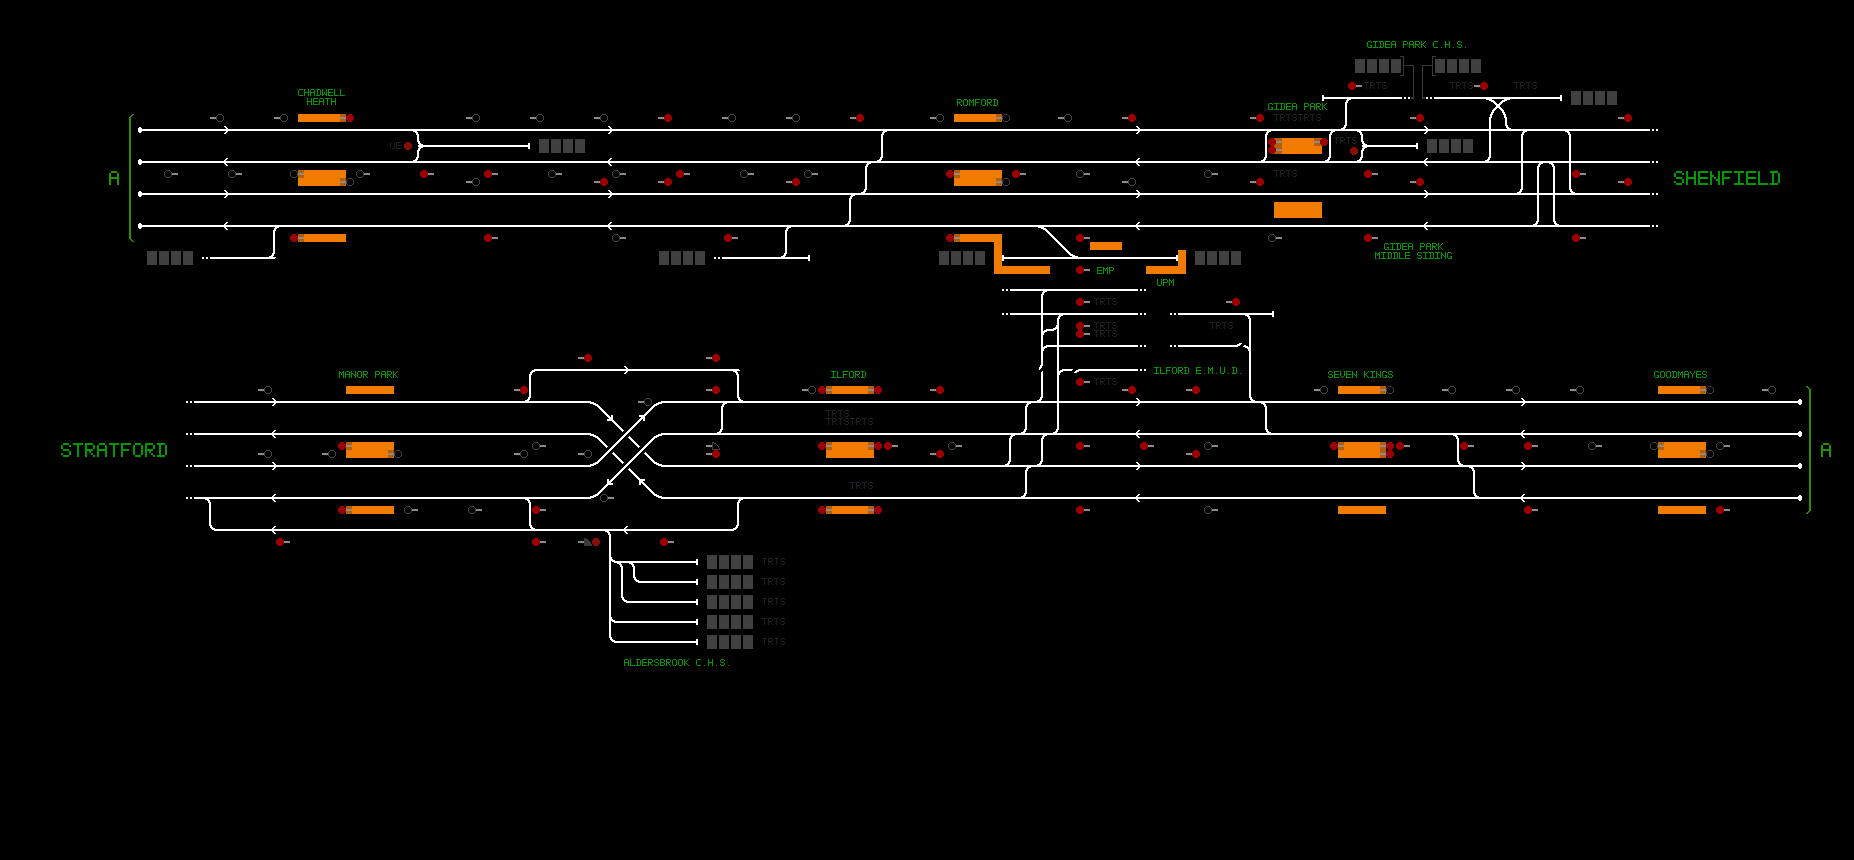 GIDEA PARK C.H.S.
TRTS
TRTS
TRTS
CHADWELL
HEATH
ROMFORD
GIDEA PARK
TRTSTRTS
UE
TRTS
A
TRTS
SHENFIELD
GIDEA PARK
MIDDLE SIDING
EMP
UPM
TRTS
TRTS
TRTS
TRTS
MANOR PARK
ILFORD
TRTS
ILFORD E.M.U.D.
SEVEN KINGS
GOODMAYES
TRTS
TRTSTRTS
STRATFORD
A
TRTS
TRTS
TRTS
TRTS
TRTS
TRTS
ALDERSBROOK C.H.S.